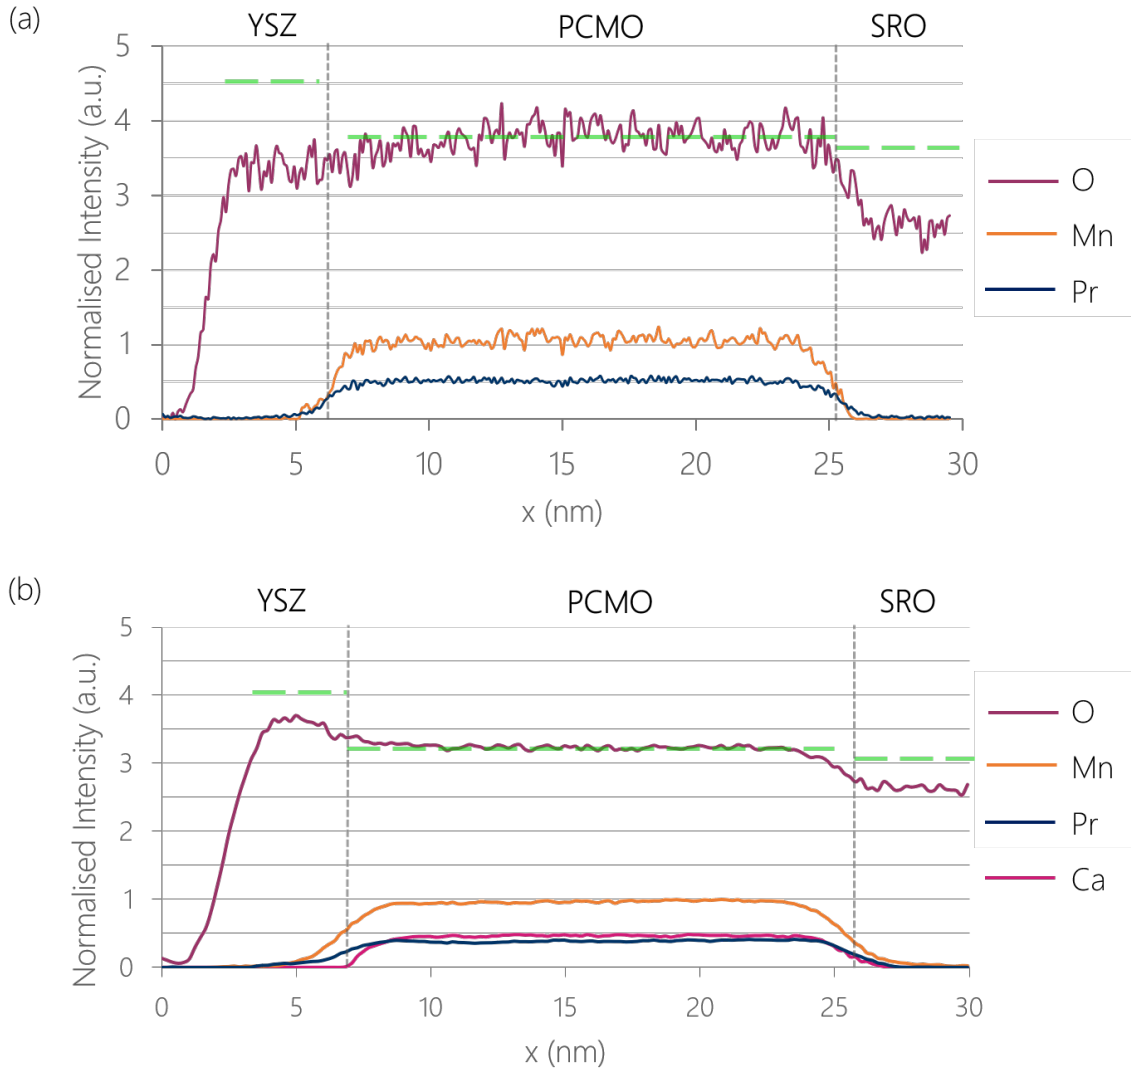 (a)
YSZ PCMO SRO
Normalised Intensity (a.u.)
5
4
3
2
1
0
0 5 10 15 20 25 30
x (nm)
O
Mn
Pr
(b)
YSZ PCMO SRO
Normalised Intensity (a.u.)
5
4
3
2
1
0
0 5 10 15 20 25 30
x (nm)
O
Mn
Pr
Ca